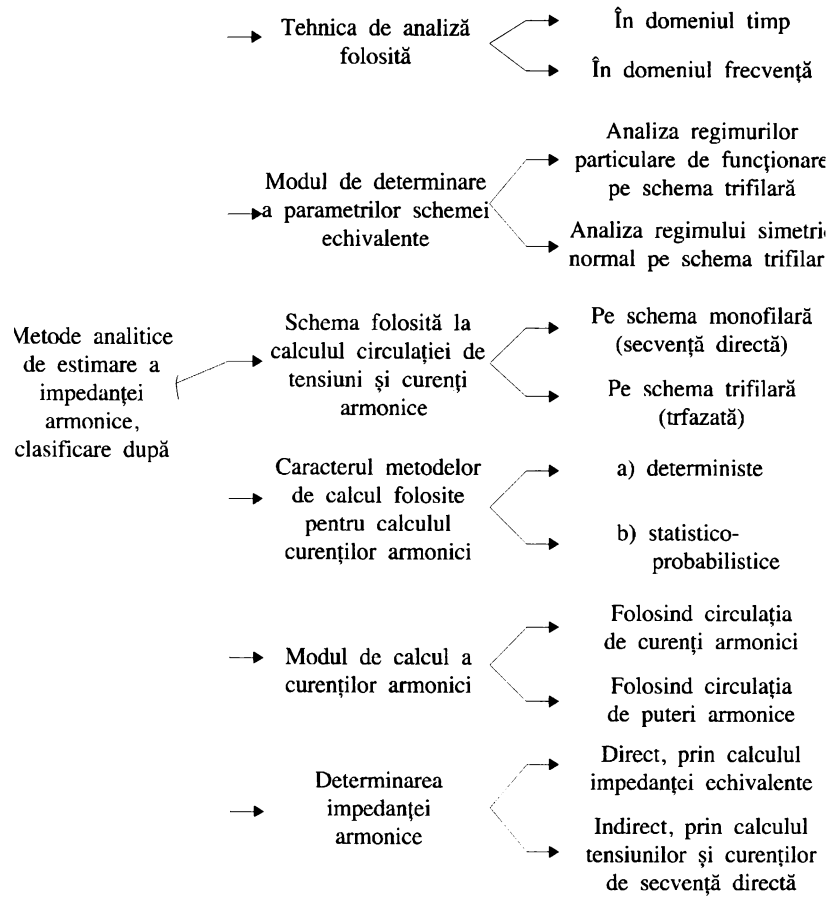 Metode analitice
de estimare a
impedanței
armonice,
clasificare după
Tehnica de analiză
folosită
În domeniul timp
În domeniul frecvență
Modul de determinare
a parametrilor schemei
echivalente
Analiza regimurilor
particulare de funcționare
pe schema trifilară
Analiza regimului simetric
normal pe schema trifilar
Schema folosită la
calculul circulației de
tensiuni și curenți
armonice
Pe schema monofilară
(secvență directă)
Pe schema trifilară
(trfazată)
Caracterul metodelor
de calcul folosite
pentru calculul
curenților armonici
a) deterministe
b) statistico-
probabilistice
Modul de calcul a
curenților armonici
Folosind circulația
de curenți armonici
Folosind circulația
de puteri armonice
Determinarea
impedanței
armonice
Direct, prin calculul
impedanței echivalente
Indirect, prin calculul
tensiunilor și curenților
de secvență directă